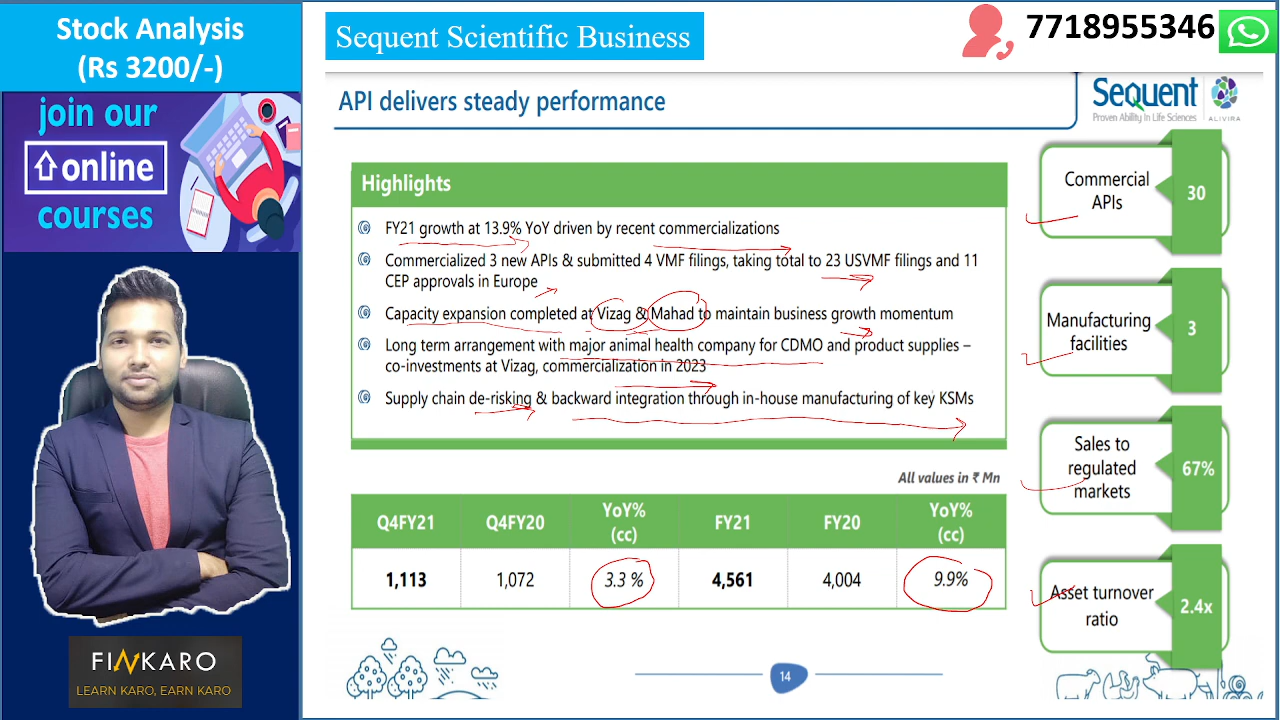 Stock Analysis
(Rs 3200/-)
join our
online
courses
FINKARO
LEARN KARO, EARN KARO
Sequent Scientific Business
7718955346
API delivers steady performance
Sequent
Proven Ability In Life Sciences
ALIVIRA
Highlights
FY21 growth at 13.9% YoY driven by recent commercializations
Commercialized 3 new APIs & submitted 4 VMF filings, taking total to 23 USVMF filings and 11
CEP approvals in Europe
Capacity expansion completed at Vizag & Mahad to maintain business growth momentum
Long term arrangement with major animal health company for CDMO and product supplies –
co-investments at Vizag, commercialization in 2023
Supply chain de-risking & backward integration through in-house manufacturing of key KSMs
All values in ₹ Mn
Q4FY21 Q4FY20 YoY% (cc) FY21 FY20 YoY% (cc)
1,113 1,072 3.3 % 4,561 4,004 9.9%
Commercial
APIs
30
Manufacturing
facilities
3
Sales to
regulated
markets
67%
Asset turnover
ratio
2.4x
14